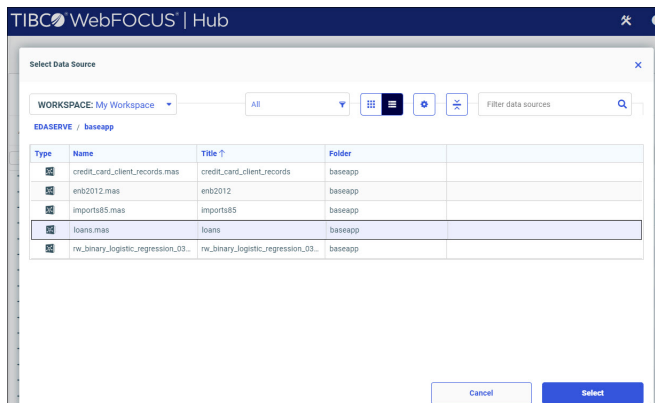 TIBCO WebFOCUS® | Hub
Select Data Source
WORKSPACE: My Workspace
All
Filter data sources
EDASERVE / baseapp
Type Name Title ↑ Folder
credit_card_client_records.mas credit_card_client_records baseapp
enb2012.mas enb2012 baseapp
imports85.mas imports85 baseapp
loans.mas loans baseapp
rw_binary_logistic_regression_03... rw_binary_logistic_regression_03... baseapp
Cancel Select